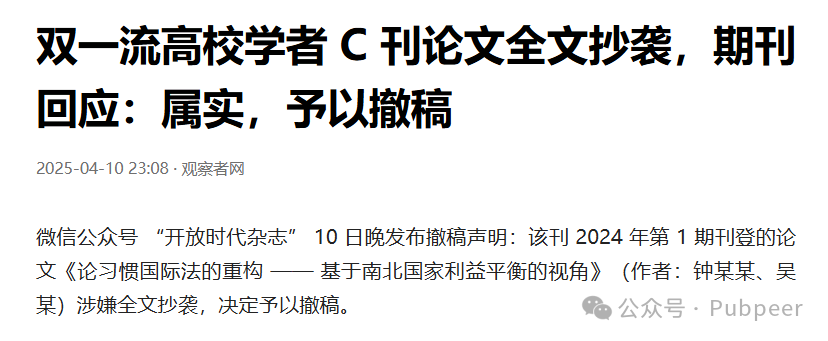 双一流高校学者 C 刊论文全文抄袭，期刊
回应：属实，予以撤稿
2025-04-10 23:08 · 观察者网
微信公众号 “开放时代杂志” 10 日晚发布撤稿声明：该刊 2024 年第 1 期刊登的论
文《论习惯国际法的重构 —— 基于南北国家利益平衡的视角》（作者：钟某某、吴
某）涉嫌全文抄袭，决定予以撤稿。
公众号 · Pubpeer